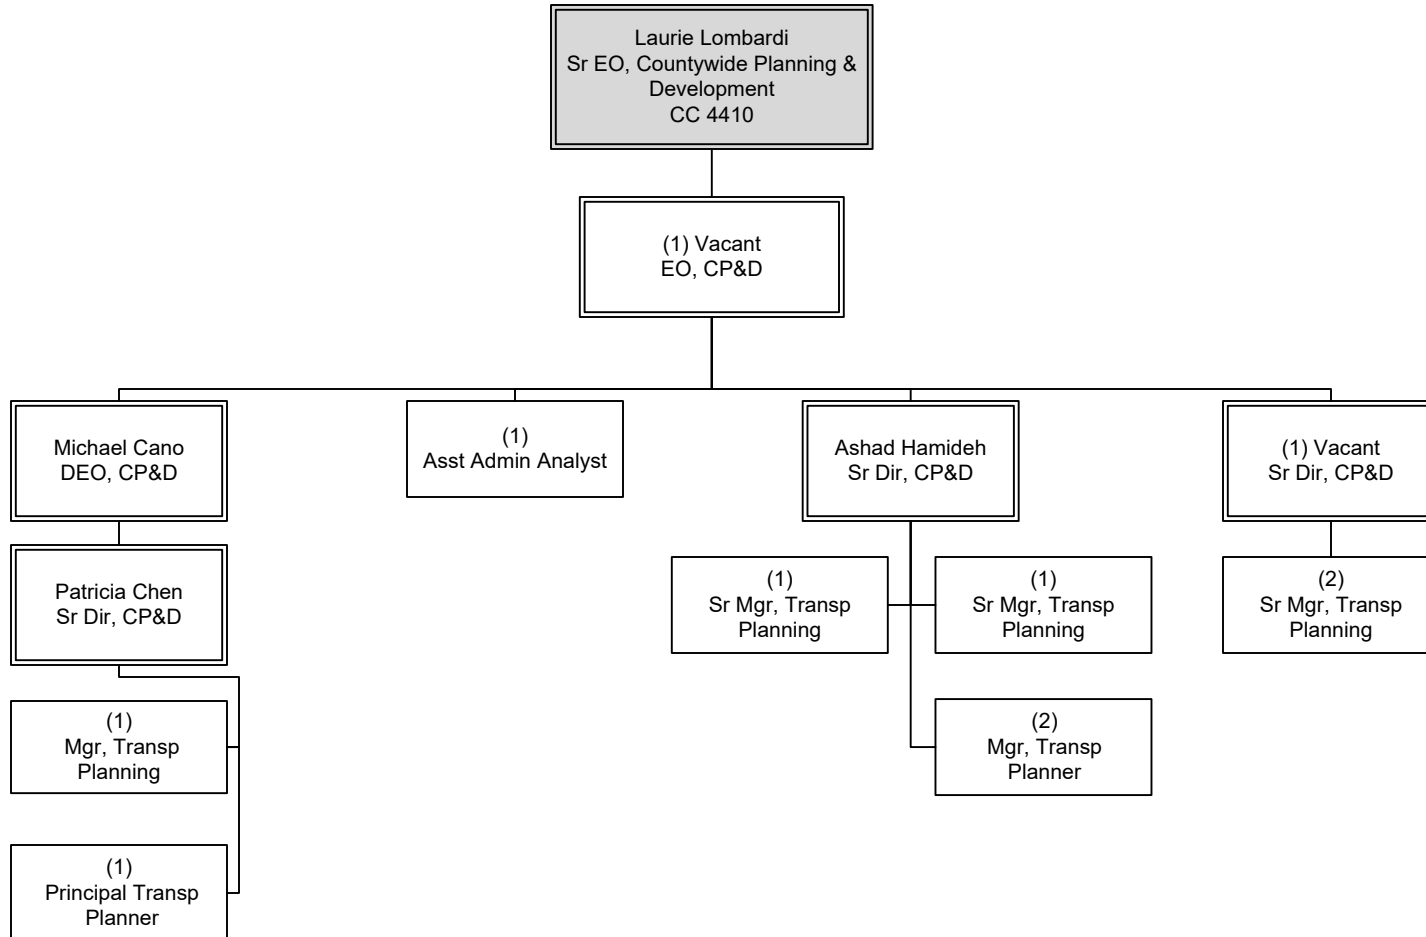 Laurie Lombardi
Sr EO, Countywide Planning &
Development
CC 4410
(1) Vacant
EO, CP&D
Michael Cano
DEO, CP&D
(1)
Asst Admin Analyst
Ashad Hamideh
Sr Dir, CP&D
(1) Vacant
Sr Dir, CP&D
Patricia Chen
Sr Dir, CP&D
(1)
Sr Mgr, Transp
Planning
(1)
Sr Mgr, Transp
Planning
(2)
Sr Mgr, Transp
Planning
(1)
Mgr, Transp
Planning
(2)
Mgr, Transp
Planner
(1)
Principal Transp
Planner